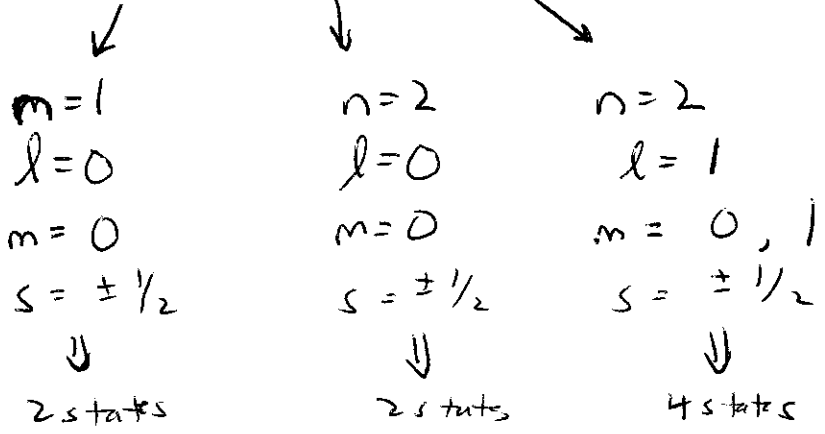 m = 1 n = 2 n = 2
l = 0 l = 0 l = 1
m = 0 m = 0 m = 0, 1
s = ± 1/2 s = ± 1/2 s = ± 1/2
⇓ ⇓ ⇓
2 states 2 states 4 states